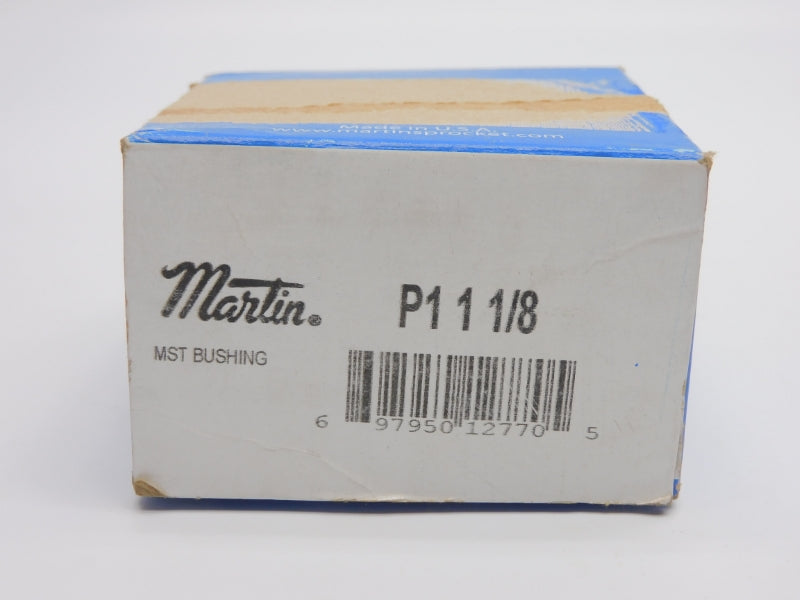 Made in U.S.A.
www.martinsprocket.com
Martin®
P1 1 1/8
MST BUSHING
6 97950 12770 5